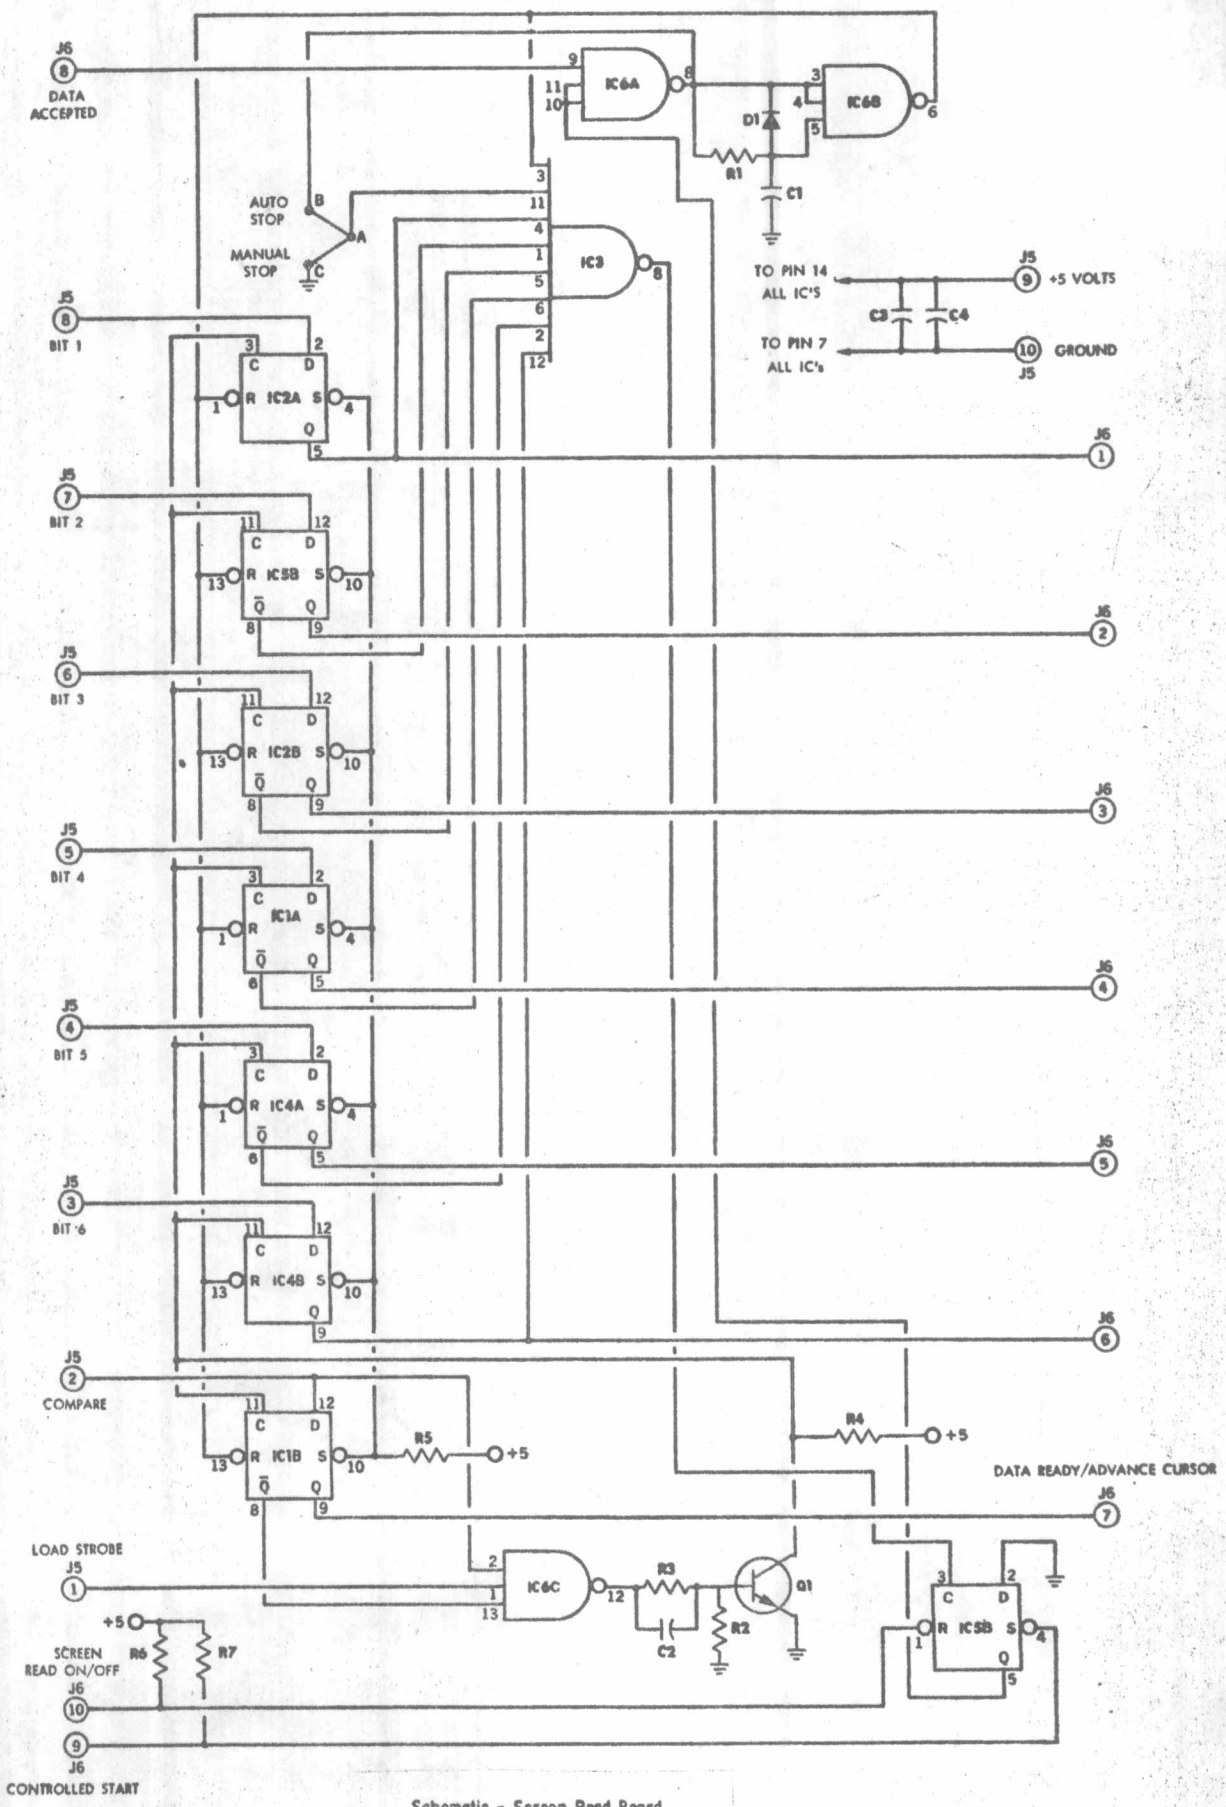 J6
8
DATA
ACCEPTED
9
11
10
IC6A
8
3
4
5
IC6B
6
D1
R1
C1
AUTO
STOP
B
A
MANUAL
STOP
C
3
11
4
1
5
6
2
12
IC3
8
TO PIN 14
ALL IC'S
J5
9
+5 VOLTS
C3
C4
TO PIN 7
ALL IC's
10
GROUND
J5
J5
8
BIT 1
3
2
C
D
1
R
IC2A
S
4
Q
5
J6
1
J5
7
BIT 2
11
12
C
D
13
R
IC5B
S
10
Q̅
Q
8
9
J6
2
J5
6
BIT 3
11
12
C
D
13
R
IC2B
S
10
Q̅
Q
8
9
J6
3
J5
5
BIT 4
3
2
C
D
1
R
IC1A
S
4
Q̅
Q
6
5
J6
4
J5
4
BIT 5
3
2
C
D
1
R
IC4A
S
4
Q̅
Q
6
5
J6
5
J5
3
BIT 6
11
12
C
D
13
R
IC4B
S
10
Q
9
J6
6
J5
2
COMPARE
11
12
C
D
13
R
IC1B
S
10
Q̅
Q
8
9
R5
+5
R4
+5
DATA READY/ADVANCE CURSOR
J6
7
LOAD STROBE
J5
1
2
1
13
IC6C
12
R3
C2
R2
Q1
3
2
C
D
1
R
IC5B
S
4
Q
5
+5
R6
R7
SCREEN
READ ON/OFF
J6
10
9
J6
CONTROLLED START
Schematic - Screen Read Board